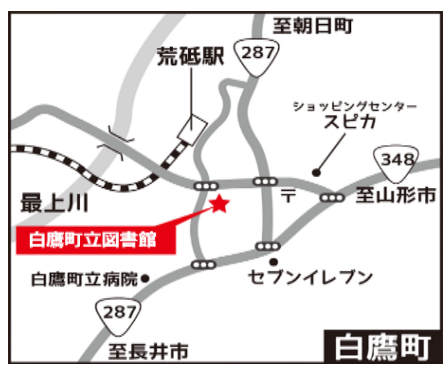 至朝日町
287
荒砥駅
ショッピングセンター
スピカ
348
至山形市
〒
最上川
白鷹町立図書館
白鷹町立病院
セブンイレブン
287
至長井市
白鷹町